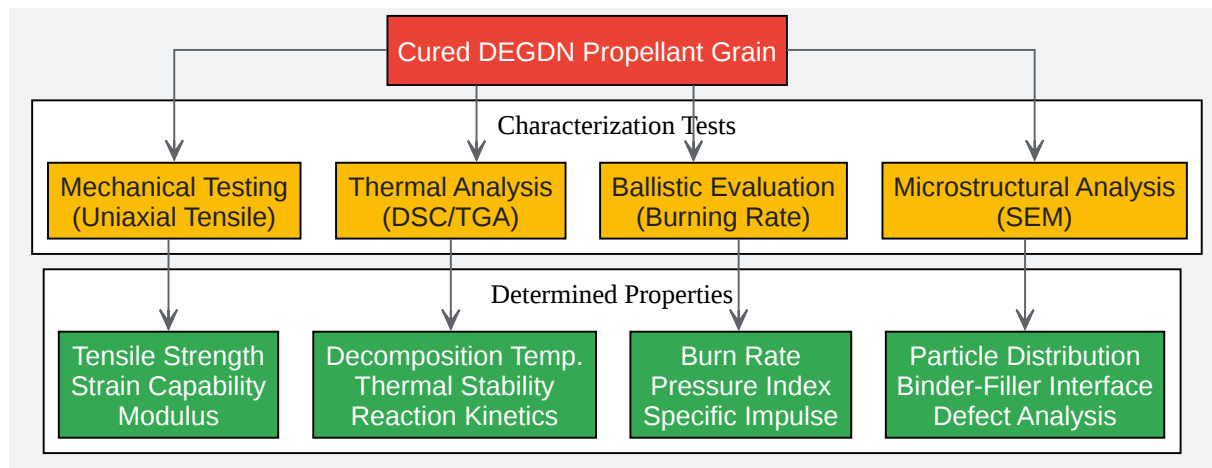 Cured DEGDN Propellant Grain
Characterization Tests
Mechanical Testing
(Uniaxial Tensile)
Thermal Analysis
(DSC/TGA)
Ballistic Evaluation
(Burning Rate)
Microstructural Analysis
(SEM)
Determined Properties
Tensile Strength
Strain Capability
Modulus
Decomposition Temp.
Thermal Stability
Reaction Kinetics
Burn Rate
Pressure Index
Specific Impulse
Particle Distribution
Binder-Filler Interface
Defect Analysis